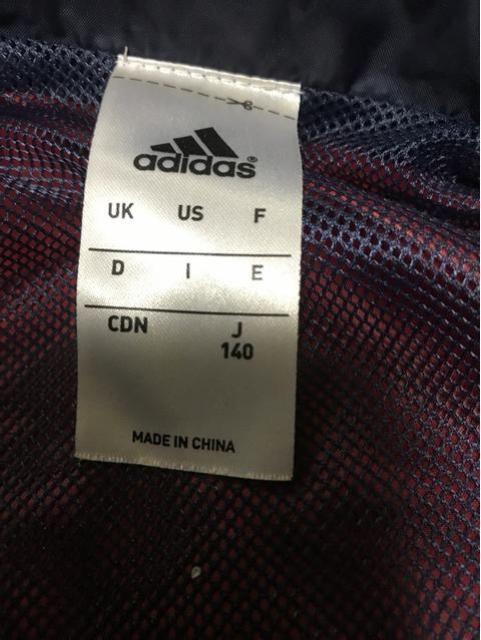 adidas®
UK US F
D I E
CDN J
140
MADE IN CHINA